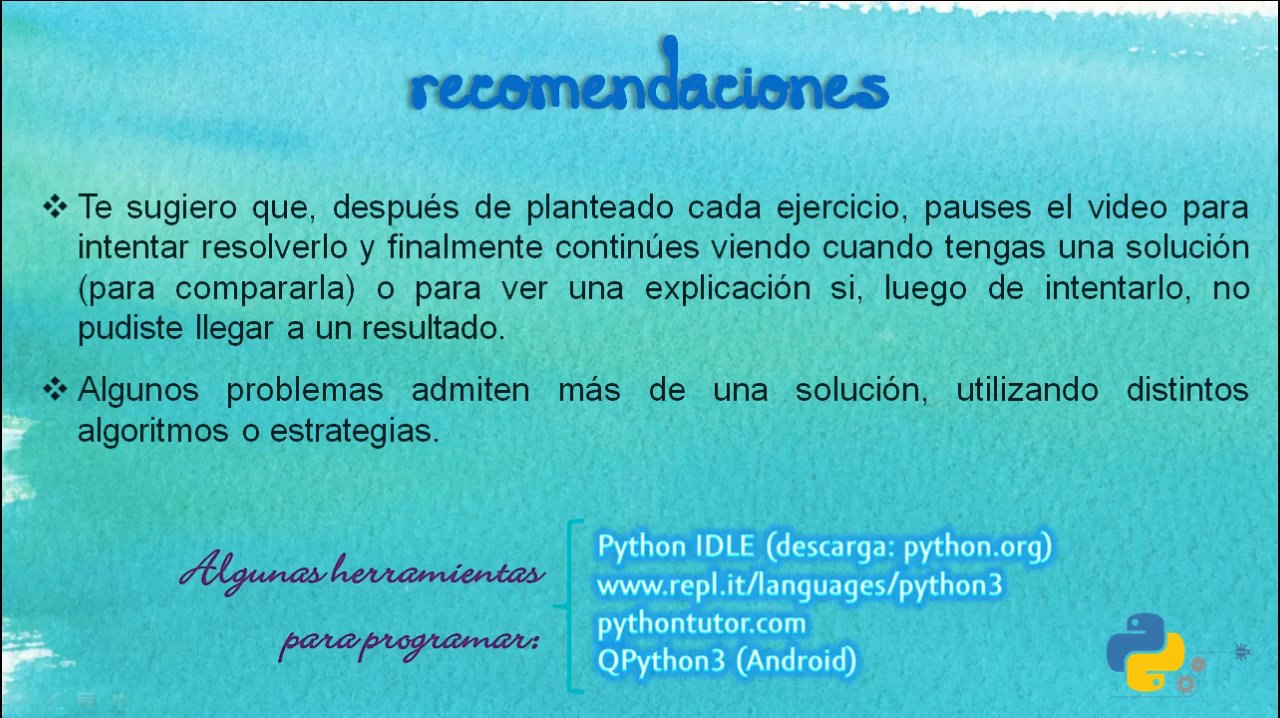 recomendaciones
❖ Te sugiero que, después de planteado cada ejercicio, pauses el video para
intentar resolverlo y finalmente continúes viendo cuando tengas una solución
(para compararla) o para ver una explicación si, luego de intentarlo, no
pudiste llegar a un resultado.
❖ Algunos problemas admiten más de una solución, utilizando distintos
algoritmos o estrategias.
Algunas herramientas
para programar:
Python IDLE (descarga: python.org)
www.repl.it/languages/python3
pythontutor.com
QPython3 (Android)